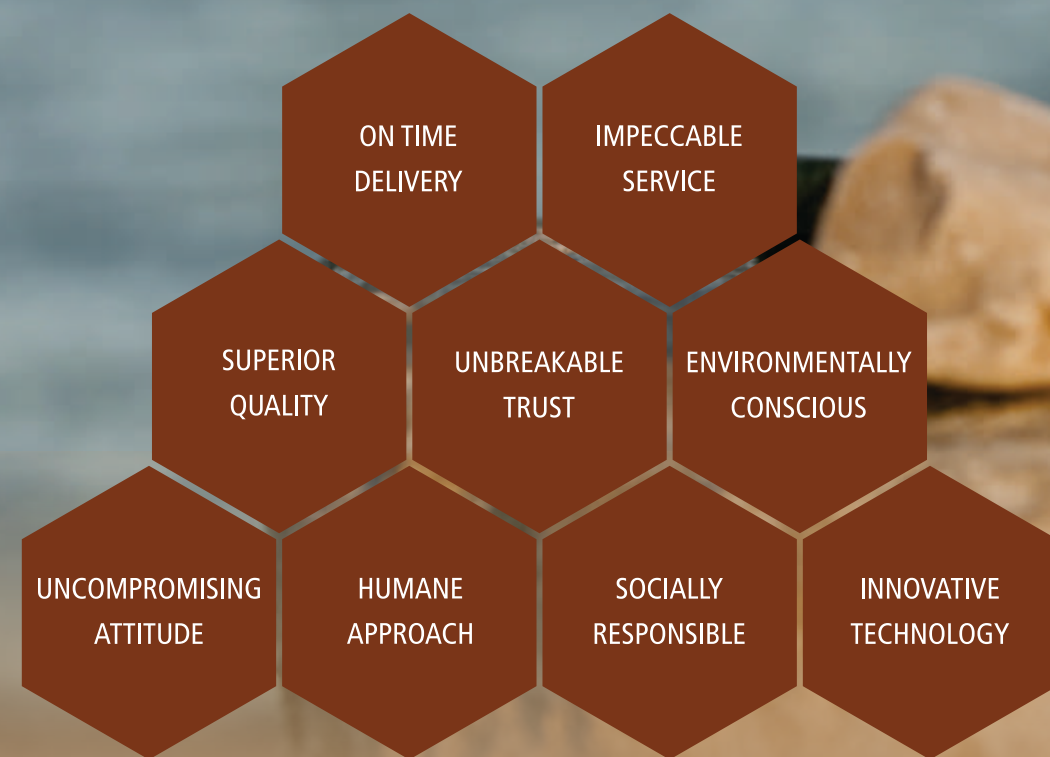 ON TIME
DELIVERY
IMPECCABLE
SERVICE
SUPERIOR
QUALITY
UNBREAKABLE
TRUST
ENVIRONMENTALLY
CONSCIOUS
UNCOMPROMISING
ATTITUDE
HUMANE
APPROACH
SOCIALLY
RESPONSIBLE
INNOVATIVE
TECHNOLOGY